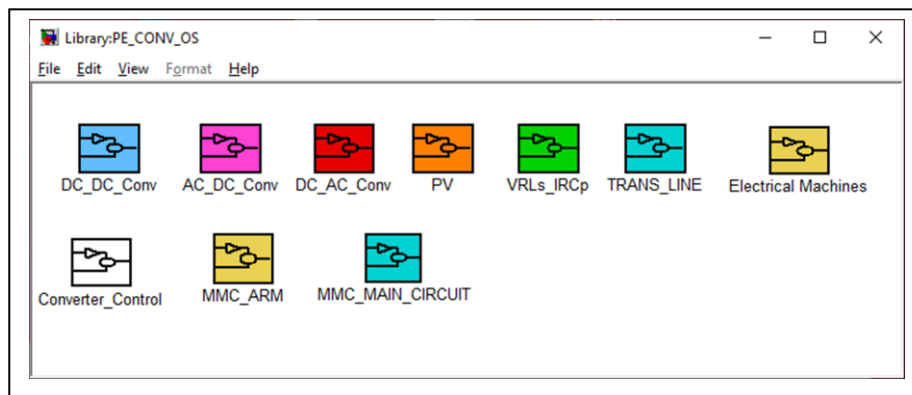 Library:PE_CONV_OS
File Edit View Format Help
DC_DC_Conv AC_DC_Conv DC_AC_Conv PV VRLs_IRCp TRANS_LINE Electrical Machines
Converter_Control MMC_ARM MMC_MAIN_CIRCUIT